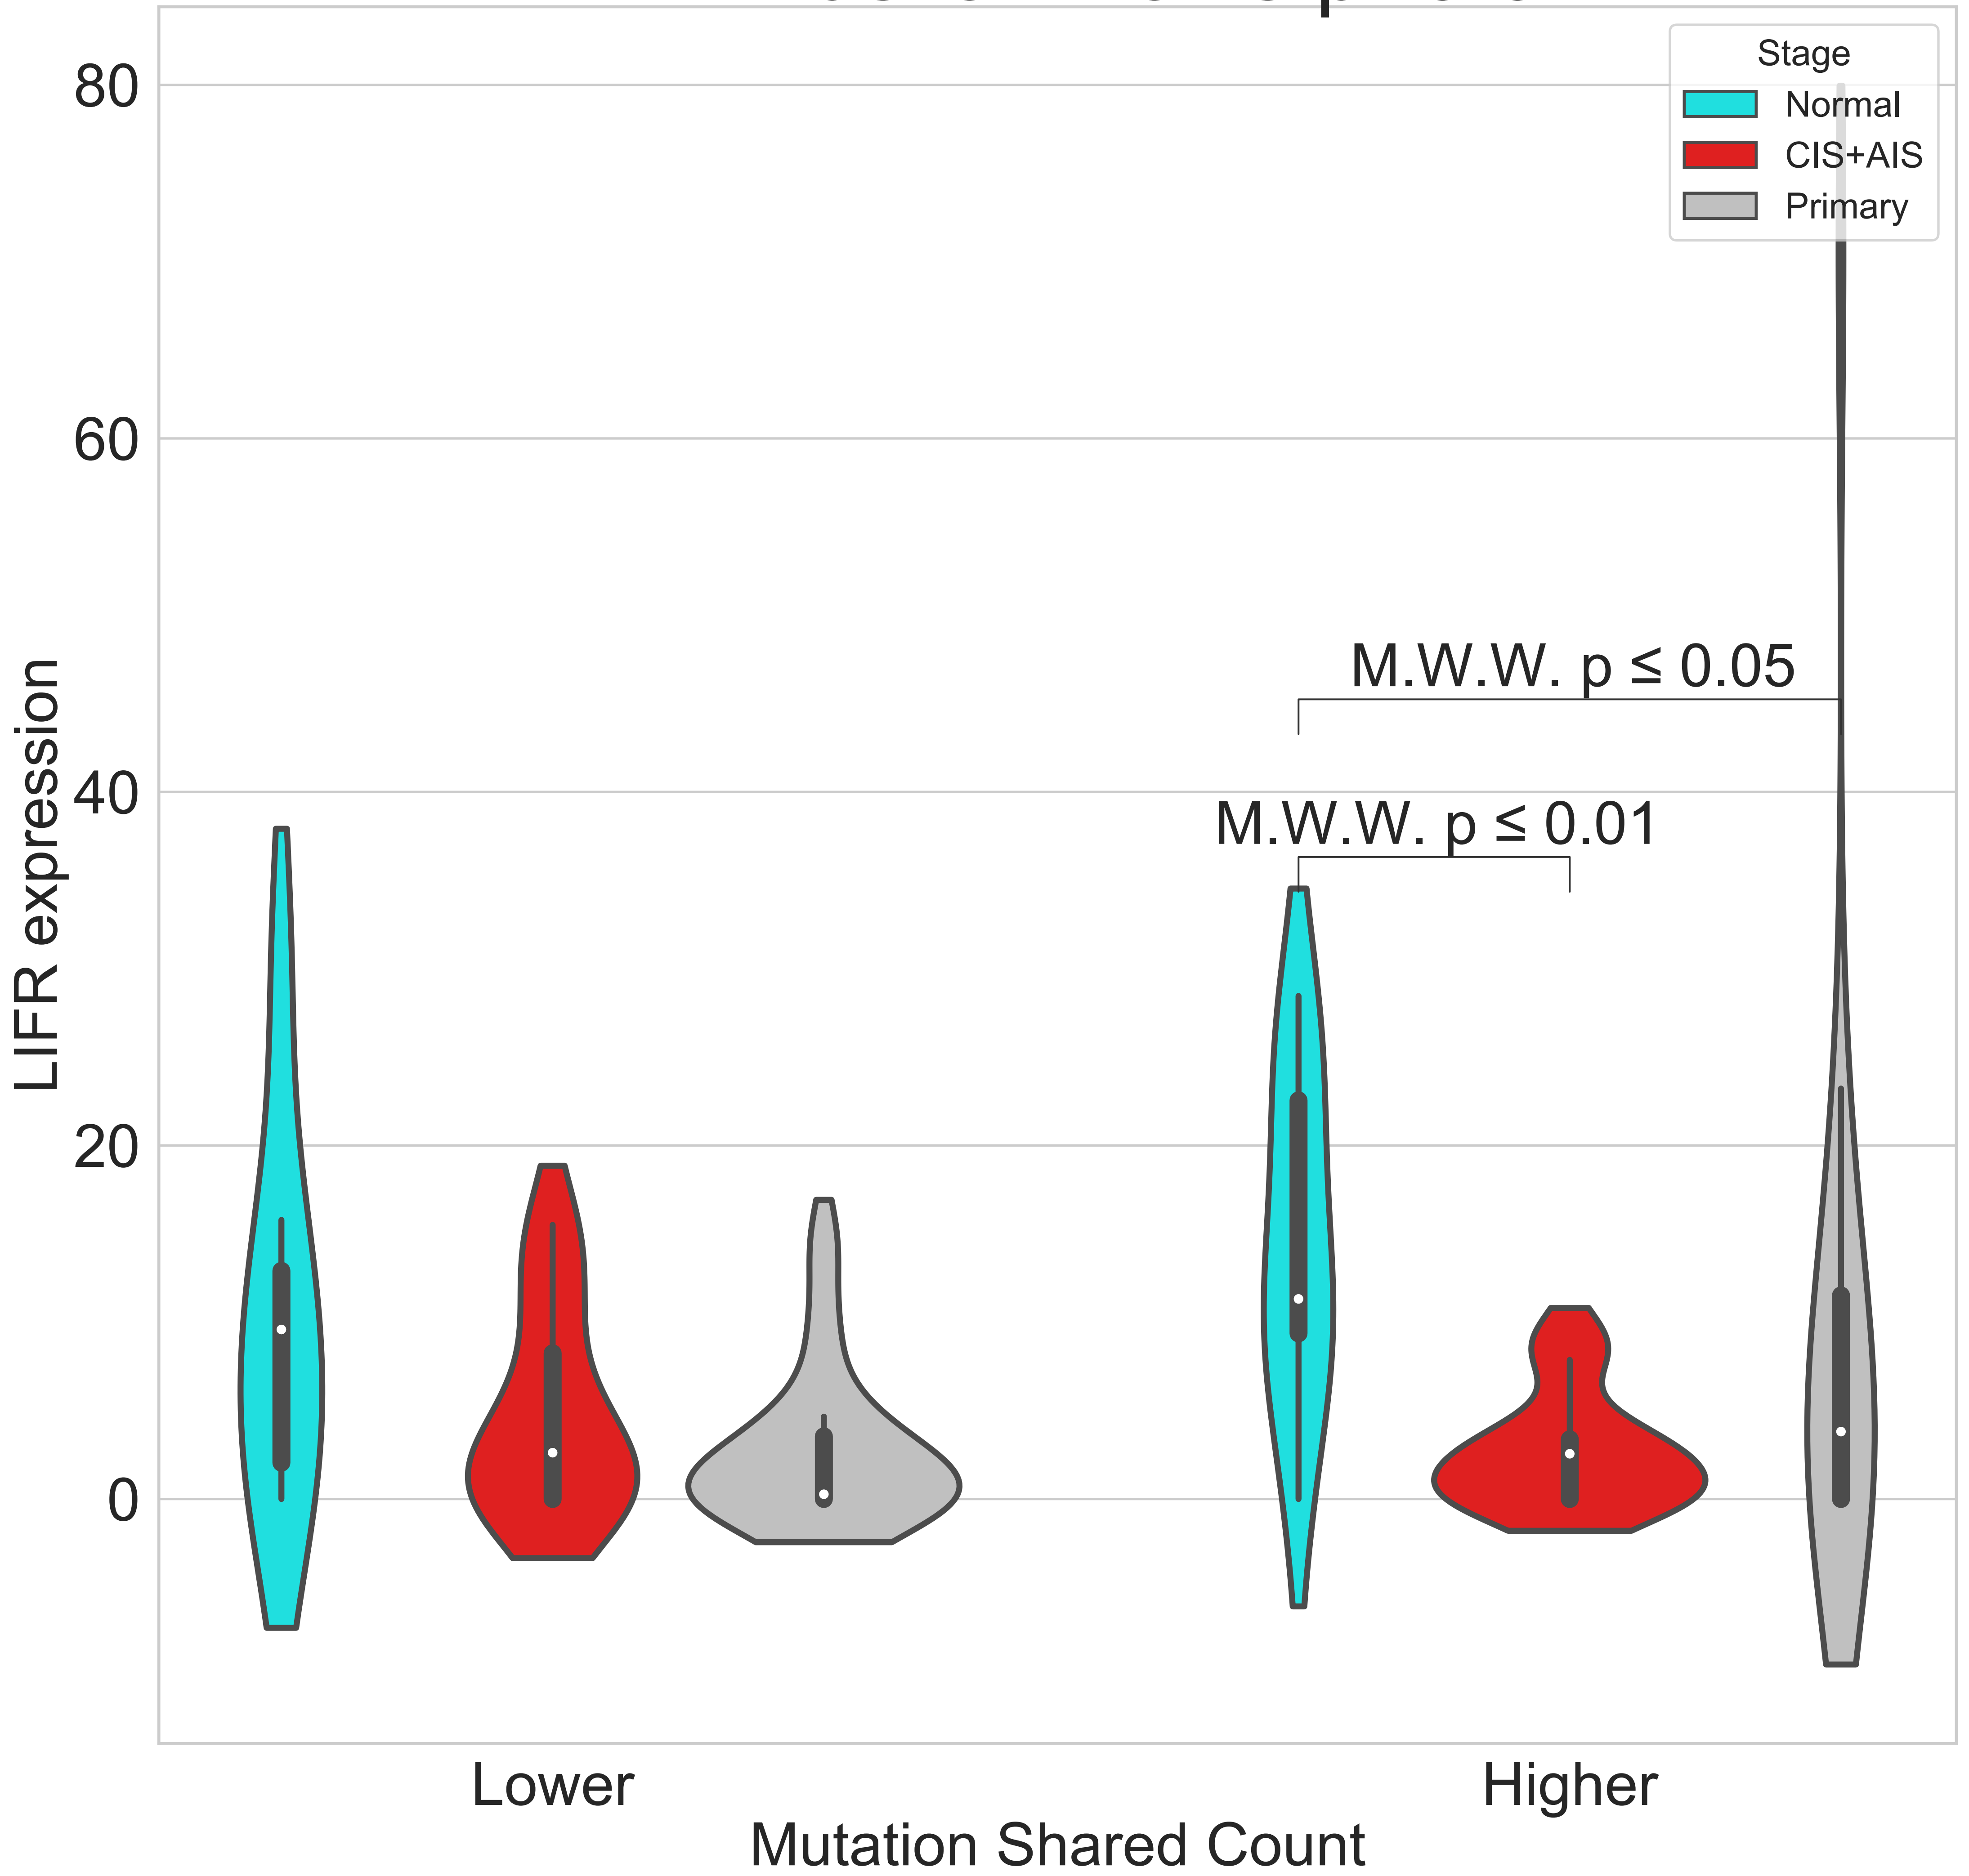 Stage
Normal
CIS+AIS
Primary
80
60
40
20
0
LIFR expression
M.W.W. p ≤ 0.05
M.W.W. p ≤ 0.01
Lower
Higher
Mutation Shared Count